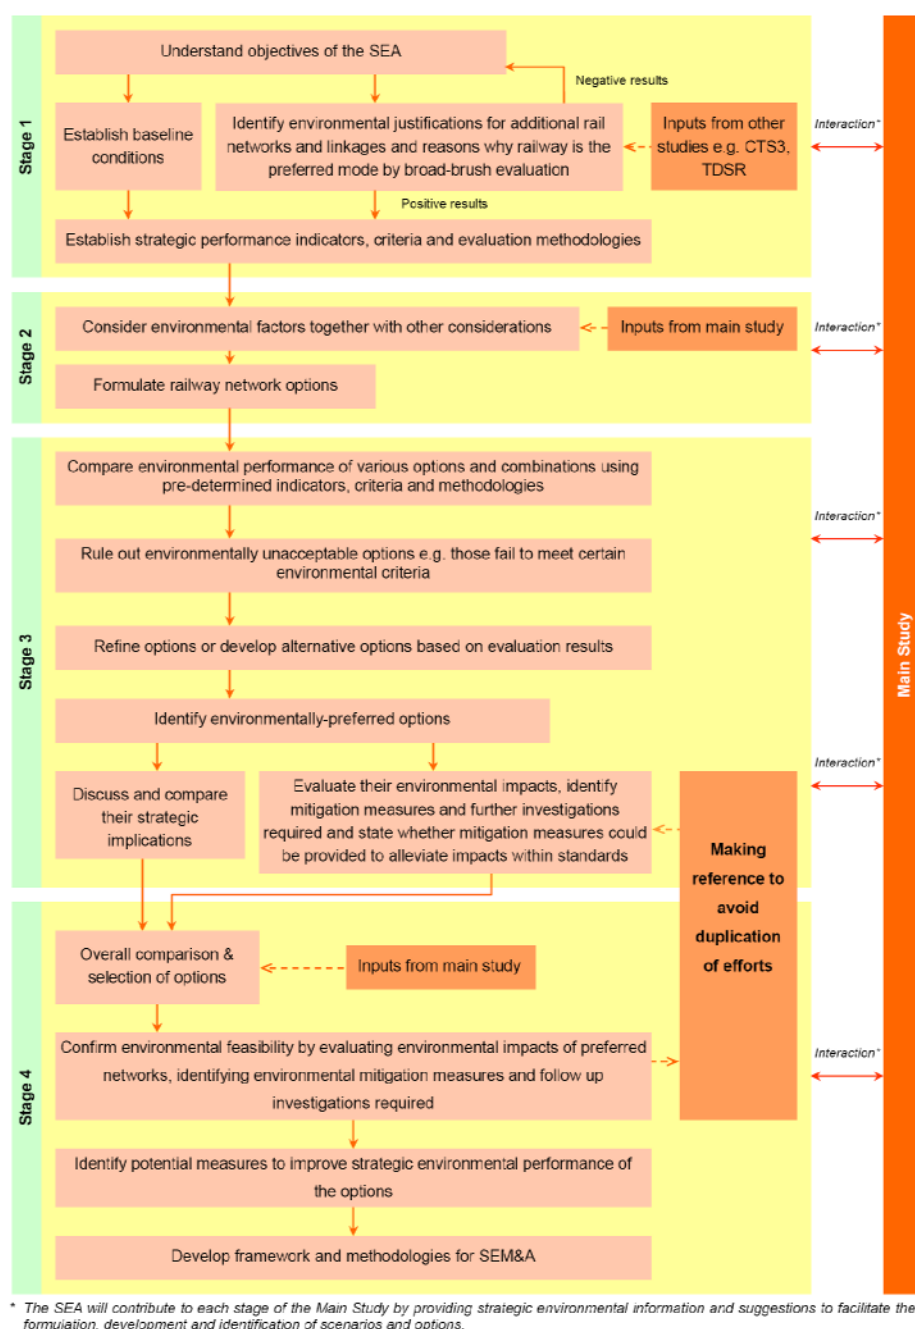 Understand objectives of the SEA
Negative results
Stage 1
Establish baseline
conditions
Identify environmental justifications for additional rail
networks and linkages and reasons why railway is the
preferred mode by broad-brush evaluation
Inputs from other
studies e.g. CTS3,
TDSR
Interaction*
Positive results
Establish strategic performance indicators, criteria and evaluation methodologies
Stage 2
Consider environmental factors together with other considerations
Inputs from main study
Interaction*
Formulate railway network options
Stage 3
Compare environmental performance of various options and combinations using
pre-determined indicators, criteria and methodologies
Interaction*
Rule out environmentally unacceptable options e.g. those fail to meet certain
environmental criteria
Refine options or develop alternative options based on evaluation results
Main Study
Identify environmentally-preferred options
Interaction*
Discuss and compare
their strategic
implications
Evaluate their environmental impacts, identify
mitigation measures and further investigations
required and state whether mitigation measures could
be provided to alleviate impacts within standards
Making
reference to
avoid
duplication
of efforts
Stage 4
Overall comparison &
selection of options
Inputs from main study
Confirm environmental feasibility by evaluating environmental impacts of preferred
networks, identifying environmental mitigation measures and follow up
investigations required
Interaction*
Identify potential measures to improve strategic environmental performance of
the options
Develop framework and methodologies for SEM&A
* The SEA will contribute to each stage of the Main Study by providing strategic environmental information and suggestions to facilitate the
formulation, development and identification of scenarios and options.